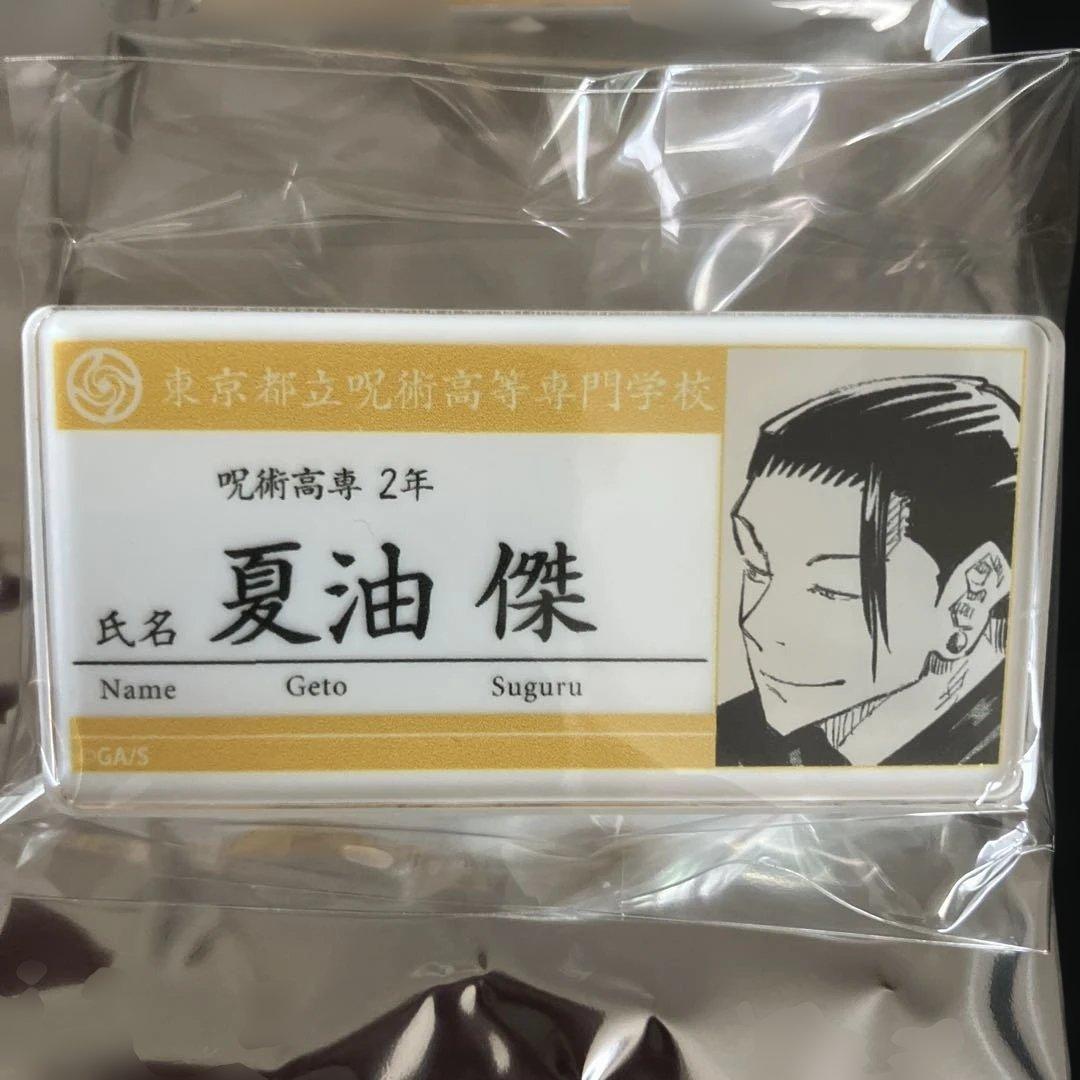 東京都立呪術高等専門学校
呪術高専 2年
氏名 夏油 傑
Name Geto Suguru
©GA/S